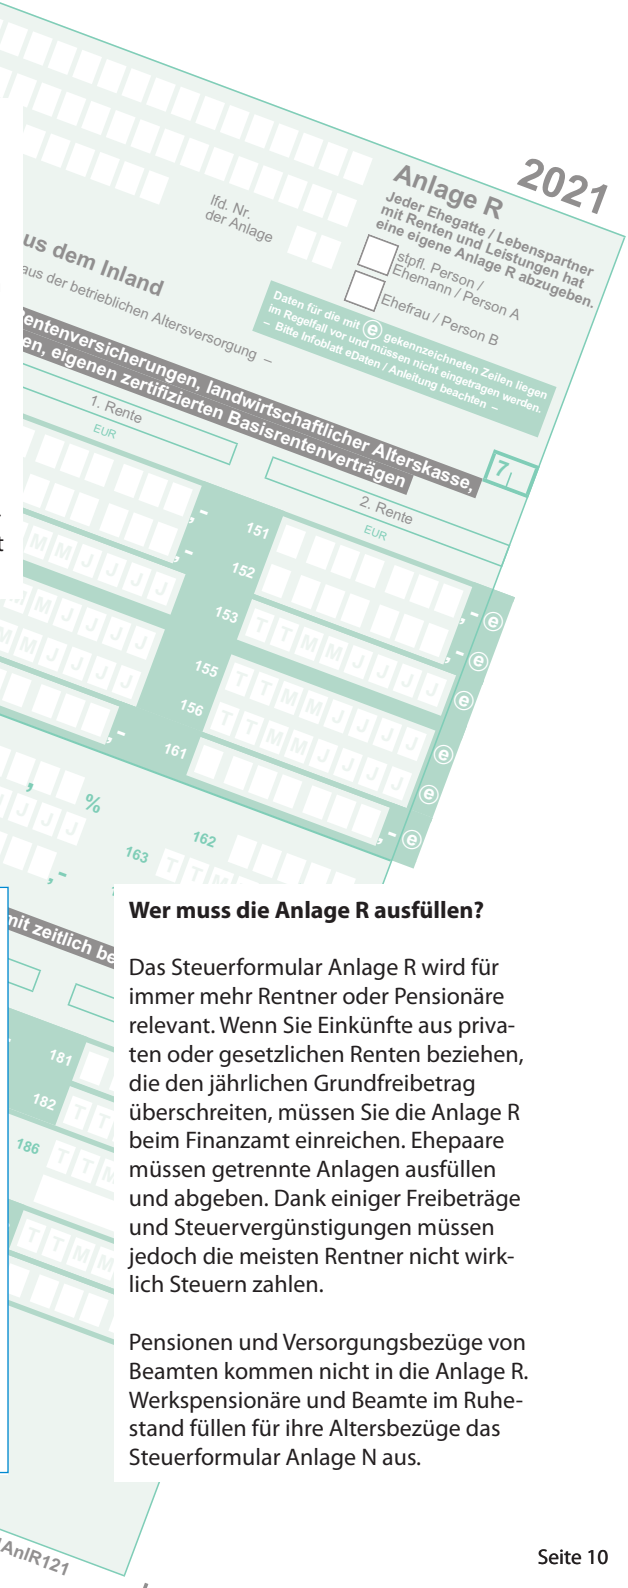 2021
Anlage R
Jeder Ehegatte / Lebenspartner
mit Renten und Leistungen hat
eine eigene Anlage R abzugeben.
lfd. Nr.
der Anlage
stpfl. Person /
Ehemann / Person A
Ehefrau / Person B
us dem Inland
aus der betrieblichen Altersversorgung –
Daten für die mit e gekennzeichneten Zeilen liegen
im Regelfall vor und müssen nicht eingetragen werden.
– Bitte Infoblatt eDaten / Anleitung beachten –
entenversicherungen, landwirtschaftlicher Alterskasse,
en, eigenen zertifizierten Basisrentenverträgen
7
1. Rente
EUR
2. Rente
EUR
t
,-
151
,- e
,-
152
,- e
M M J J J J
153
T T M M J J J J
e
M J J J J
155
T T M M J J J J
e
M M J J J J
156
T T M M J J J J
e
,-
161
,- e
, %
162
J J J J
163
T T M
,-
mit zeitlich be
181
182
T T
186
T T M
T T M M
Wer muss die Anlage R ausfüllen?
Das Steuerformular Anlage R wird für
immer mehr Rentner oder Pensionäre
relevant. Wenn Sie Einkünfte aus priva-
ten oder gesetzlichen Renten beziehen,
die den jährlichen Grundfreibetrag
überschreiten, müssen Sie die Anlage R
beim Finanzamt einreichen. Ehepaare
müssen getrennte Anlagen ausfüllen
und abgeben. Dank einiger Freibeträge
und Steuervergünstigungen müssen
jedoch die meisten Rentner nicht wirk-
lich Steuern zahlen.
Pensionen und Versorgungsbezüge von
Beamten kommen nicht in die Anlage R.
Werkspensionäre und Beamte im Ruhe-
stand füllen für ihre Altersbezüge das
Steuerformular Anlage N aus.
AnlR121
Seite 10